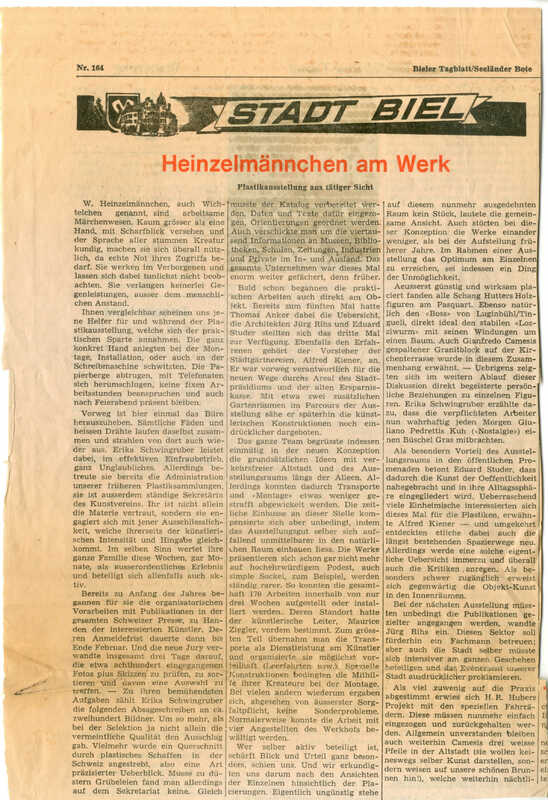 Nr. 164
Bieler Tagblatt/Seeländer Bote
STADT BIEL
Heinzelmännchen am Werk
Plastikausstellung aus tätiger Sicht
W. Heinzelmännchen, auch Wich-
telchen genannt, sind arbeitsame
Märchenwesen. Kaum grösser als eine
Hand, mit Scharfblick versehen und
der Sprache aller stummen Kreatur
kundig, machen sie sich überall nütz-
lich, da echte Not ihres Zugriffs be-
darf. Sie werken im Verborgenen und
lassen sich dabei tunlichst nicht beob-
achten. Sie verlangen keinerlei Ge-
genleistungen, ausser dem menschli-
chen Anstand.
Ihnen vergleichbar scheinen uns je-
ne Helfer für und während der Pla-
stikausstellung, welche sich der prak-
tischen Sparte annahmen. Die ganz
konkret Hand anlegten bei der Mon-
tage, Installation, oder auch an der
Schreibmaschine schwitzten. Die Pa-
pierberge abtrugen, mit Telefonaten
sich herumschlugen, keine fixen Ar-
beitsstunden beanspruchen und auch
nach Feierabend präsent bleiben.
Vorweg ist hier einmal das Büro
herauszuheben. Sämtliche Fäden und
heissen Drähte laufen daselbst zusam-
men und strahlen von dort auch wie-
der aus. Erika Schwingruber leistet
dabei, im effektiven Einfraubetrieb,
ganz Unglaubliches. Allerdings be-
treute sie bereits die Administration
unserer früheren Plastiksammlungen,
sie ist ausserdem ständige Sekretärin
des Kunstvereins. Ihr ist nicht allein
die Materie vertraut, sondern sie en-
gagiert sich mit jener Ausschliesslich-
keit, welche ihrerseits der künstleri-
schen Intensität und Hingabe gleich-
kommt. Im selben Sinn wertet ihre
ganze Familie diese Wochen, gar Mo-
nate, als ausserordentliches Erlebnis
und beteiligt sich allenfalls auch ak-
tiv.
Bereits zu Anfang des Jahres be-
gannen für sie die organisatorischen
Vorarbeiten mit Publikationen in der
gesamten Schweizer Presse, zu Han-
den der interessierten Künstler. De-
ren Anmeldefrist dauerte dann bis
Ende Februar. Und die neue Jury ver-
wandte insgesamt drei Tage darauf,
die etwa achthundert eingegangenen
Fotos plus Skizzen zu prüfen, zu sor-
tieren und daraus eine Auswahl zu
treffen. — Zu ihren bemühendsten
Aufgaben zählt Erika Schwingruber
die folgenden Absageschreiben an ca.
zweihundert Bildner. Um so mehr, als
bei der Selektion ja nicht allein die
vermeintliche Qualität den Ausschlag
gab. Vielmehr wurde ein Querschnitt
durch plastisches Schaffen in der
Schweiz angestrebt, also eine Art
präzisierter Ueberblick. Musse zu dü-
stern Grübeleien fand man allerdings
auf dem Sekretariate keine. Gleich
musste der Katalog vorbereitet wer-
den, Daten und Texte dafür eingezo-
gen, Orientierungen geordnet werden.
Auch verschickte man um die viertau-
send Informationen an Museen, Biblio-
theken, Schulen, Zeitungen, Industrien
und Private im In- und Ausland. Das
gesamte Unternehmen war dieses Mal
enorm weiter gefächert, denn früher.
Bald schon begannen die prakti-
schen Arbeiten auch direkt am Ob-
jekt. Bereits zum fünften Mal hatte
Thomas Anker dabei die Uebersicht,
die Architekten Jürg Rihs und Eduard
Studer stellten sich das dritte Mal
zur Verfügung. Ebenfalls den Erfah-
renen gehört der Vorsteher der
Stadtgärtnereien, Alfred Kiener, an.
Er war vorweg verantwortlich für die
neuen Wege durchs Areal des Stadt-
präsidiums und der alten Ersparnis-
kasse. Mit etwa zwei zusätzlichen
Gartenräumen im Parcours der Aus-
stellung sähe er späterhin die künst-
lerischen Konstruktionen noch ein-
drücklicher dargeboten.
Das ganze Team begrüsste indessen
einmütig in der neuen Konzeption
die grundsätzlichen Ideen mit ver-
kehrsfreier Altstadt und des Aus-
stellungsraums längs der Alleen. Al-
lerdings konnten dadurch Transporte
und «Montage» etwas weniger ge-
strafft abgewickelt werden. Die zeit-
liche Einbusse an dieser Stelle kom-
pensierte sich aber unbedingt, indem
das Ausstellungsgut selber sich auf-
fallend unmittelbarer in den natürli-
chen Raum einbauen liess. Die Werke
präsentieren sich schon gar nicht mehr
auf hochehrwürdigem Podest, auch
simple Sockel, zum Beispiel, werden
ständig rarer. So konnten die gesamt-
haft 170 Arbeiten innerhalb von nur
drei Wochen aufgestellt oder instal-
liert werden. Deren Standort hatte
der künstlerische Leiter, Maurice
Ziegler, vordem bestimmt. Zum gröss-
ten Teil übernahm man die Transpor-
te als Dienstleistung am Künstler
und organisierte sie möglichst vor-
teilhaft (Leerfahrten usw.). Spezielle
Konstruktionen bedingten die Mithil-
fe ihrer Kreateure bei der Montage.
Bei vielen andern wiederum ergaben
sich, abgesehen von äusserster Sorg-
faltspflicht, keine Sonderprobleme.
Normalerweise konnte die Arbeit mit
vier Angestellten des Werkhofs be-
wältigt werden.
Wer selber aktiv beteiligt ist,
schärft Blick und Urteil ganz beson-
ders, schien uns. Und wir erkundig-
ten uns darum nach den Ansichten
der Einzelnen hinsichtlich der Pla-
zierungen. Eigentlich ungünstig stehe
auf diesem nunmehr ausgedehnten
Raum kein Stück, lautete die gemein-
same Ansicht. Auch störten bei die-
ser Konzeption die Werke einander
weniger, als bei der Aufstellung frü-
herer Jahre. Im Rahmen einer Aus-
stellung das Optimum am Einzelnen
zu erreichen, sei indessen ein Ding
der Unmöglichkeit.
Aeusserst günstig und wirksam pla-
ciert fanden alle Schang Hutters Holz-
figuren am Pasquart. Ebenso natür-
lich den «Boss» von Luginbühl/Tin-
guell, direkt ideal den stabilen «Los-
wurm» mit seinen Windungen um
einen Baum. Auch Gianfredo Camesis
gespaltener Granitblock auf der Kir-
chenterrasse wurde in diesem Zusam-
menhang erwähnt. — Uebrigens zeig-
ten sich im weitern Ablauf dieser
Diskussion direkt begeisterte persön-
liche Beziehungen zu einzelnen Figu-
ren. Erika Schwingruber erzählte da-
zu, dass die verpflichteten Arbeiter
nun wahrhaftig jeden Morgen Giu-
liano Pedrettis Kuh («Nostalgie») ei-
nen Büschel Gras mitbrachten.
Als besondern Vorteil des Ausstel-
lungsraums in den öffentlichen Pro-
menaden betont Eduard Studer, dass
dadurch die Kunst der Oeffentlichkeit
nahegebracht und in ihre Alltagssphä-
re eingegliedert wird. Ueberraschend
viele Einheimische interessierten sich
dieses Mal für die Plastiken, erwähn-
te Alfred Kiener — und umgekehrt
entdeckten etliche dabei auch die
längst bestehenden Spazierwege neu.
Allerdings werde eine solche eigent-
liche Uebersicht immerzu und überall
auch die Kritiken anregen. Als be-
sonders schwer zugänglich erweist
sich gegenwärtig die Objekt-Kunst
in den Innenräumen.
Bei der nächsten Ausstellung müss-
ten unbedingt die Publikationen ge-
zielter angegangen werden, wandte
Jürg Rihs ein. Diesen Sektor soll
fürderhin ein Fachmann betreuen;
aber auch die Stadt selber müsste
sich intensiver am ganzen Geschehen
beteiligen und das Interesse unserer
Stadt ausdrücklicher proklamieren.
Als viel zuwenig auf die Praxis
abgestimmt erwies sich H. R. Hubers
Projekt mit den speziellen Fahrrä-
dern. Diese müssen nunmehr einfach
eingezogen und zurückgehalten wer-
den. Allgemein unverstanden bleiben
auch weiterhin Camesis drei weisse
Pfeile in der Altstadt (sie wollen kei-
neswegs selber Kunst darstellen, son-
dern weisen auf unsere schönen Brun-
nen hin), welche weiterhin nächtli-